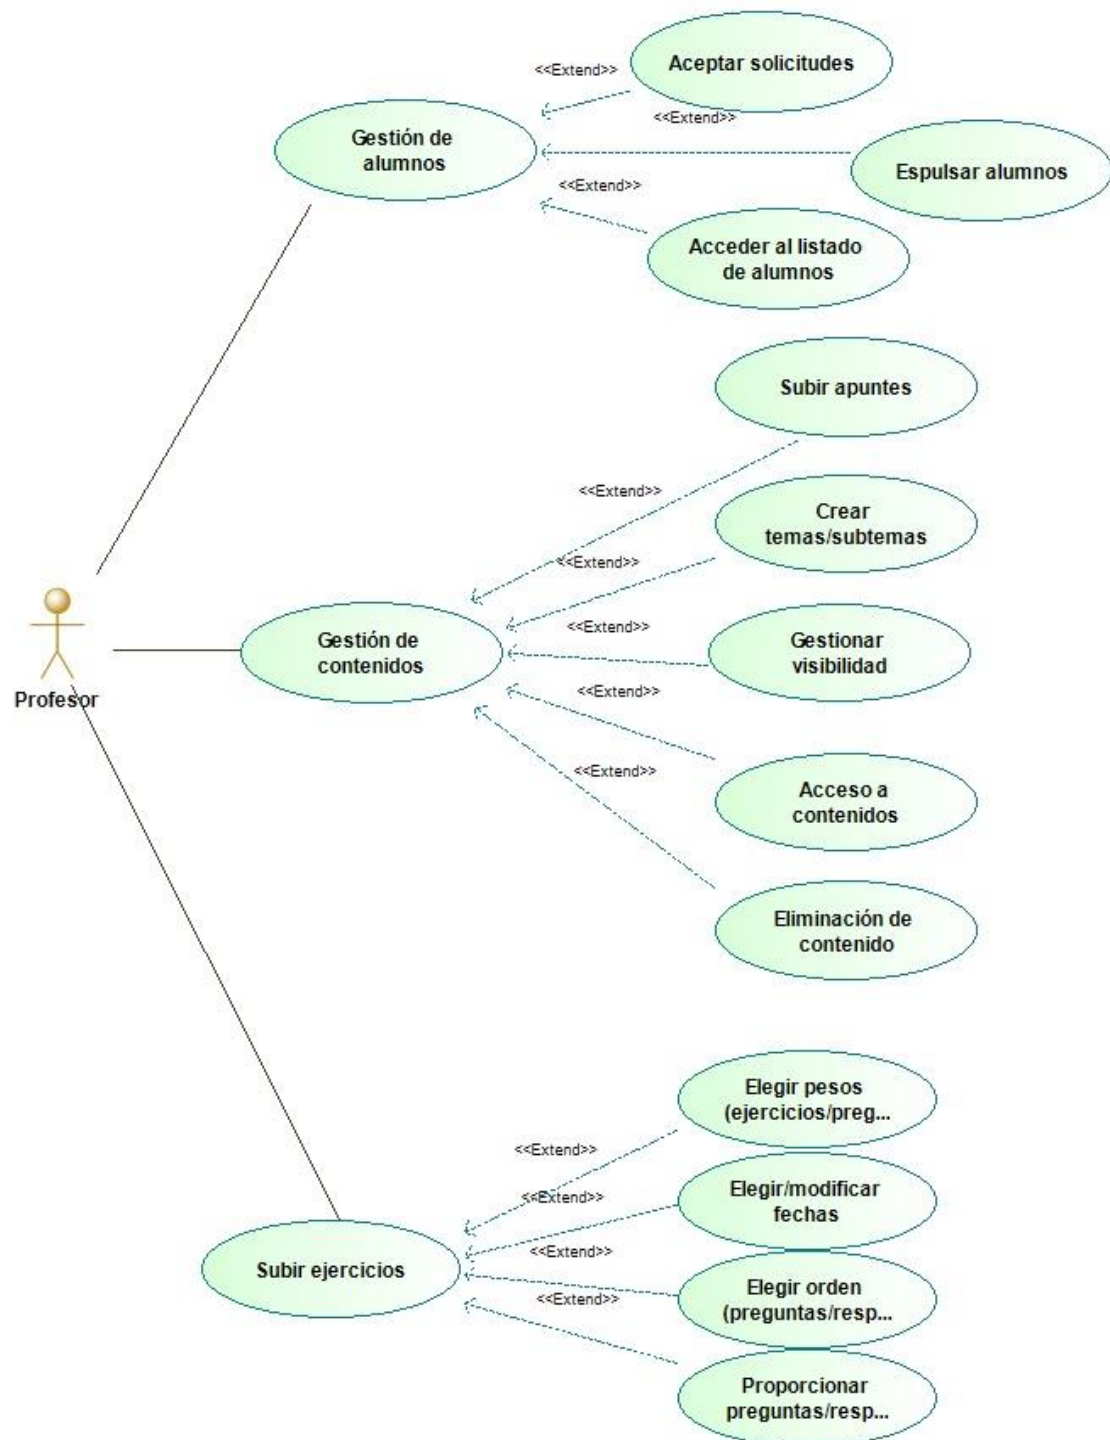 <<Extend>>
Aceptar solicitudes
<<Extend>>
Gestión de
alumnos
Espulsar alumnos
<<Extend>>
Acceder al listado
de alumnos
Subir apuntes
<<Extend>>
Crear
temas/subtemas
<<Extend>>
Profesor
Gestión de
contenidos
<<Extend>>
Gestionar
visibilidad
<<Extend>>
<<Extend>>
Acceso a
contenidos
Eliminación de
contenido
Elegir pesos
(ejercicios/preg...
<<Extend>>
<<Extend>>
Elegir/modificar
fechas
Subir ejercicios
<<Extend>>
Elegir orden
(preguntas/resp...
<<Extend>>
Proporcionar
preguntas/resp...